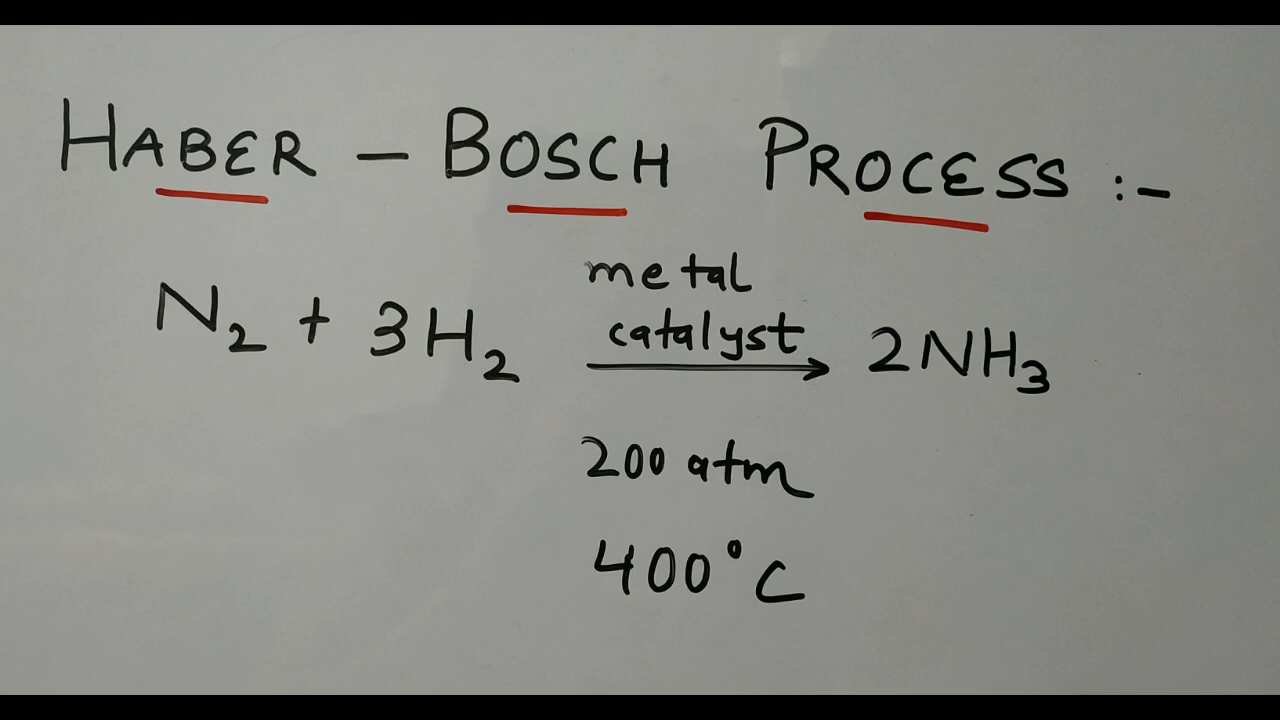 HABER - BOSCH PROCESS :-
metal
catalyst
N₂ + 3H₂ → 2NH₃
200 atm
400°C